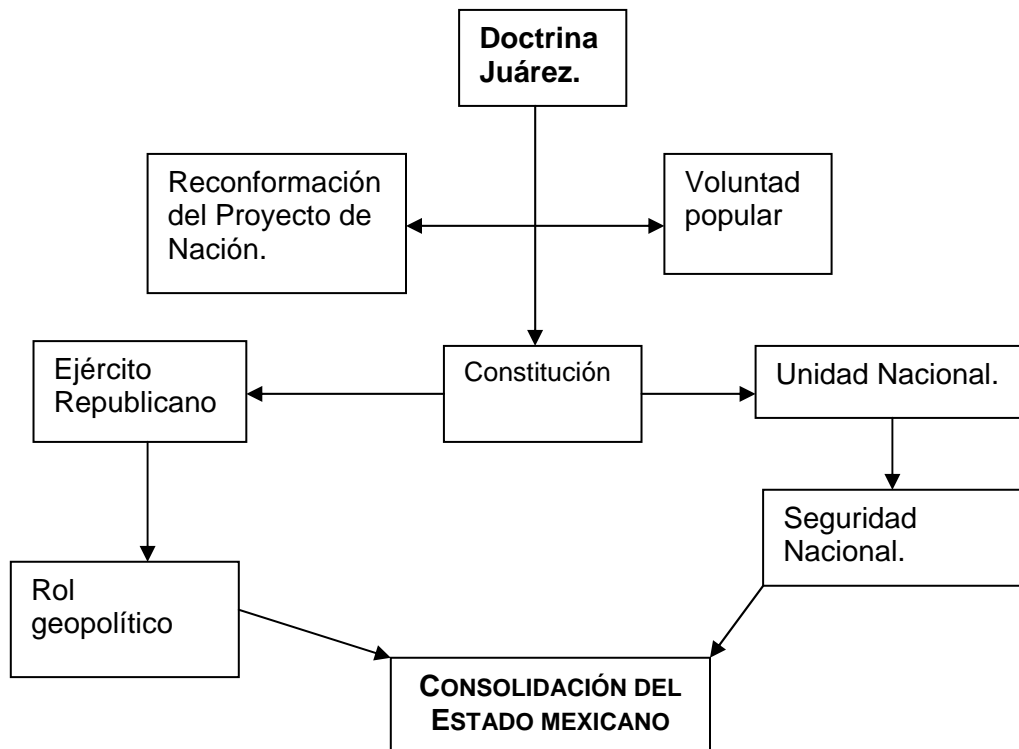 Doctrina
Juárez.
Reconformación
del Proyecto de
Nación.
Voluntad
popular
Ejército
Republicano
Constitución
Unidad Nacional.
Seguridad
Nacional.
Rol
geopolítico
CONSOLIDACIÓN DEL
ESTADO MEXICANO